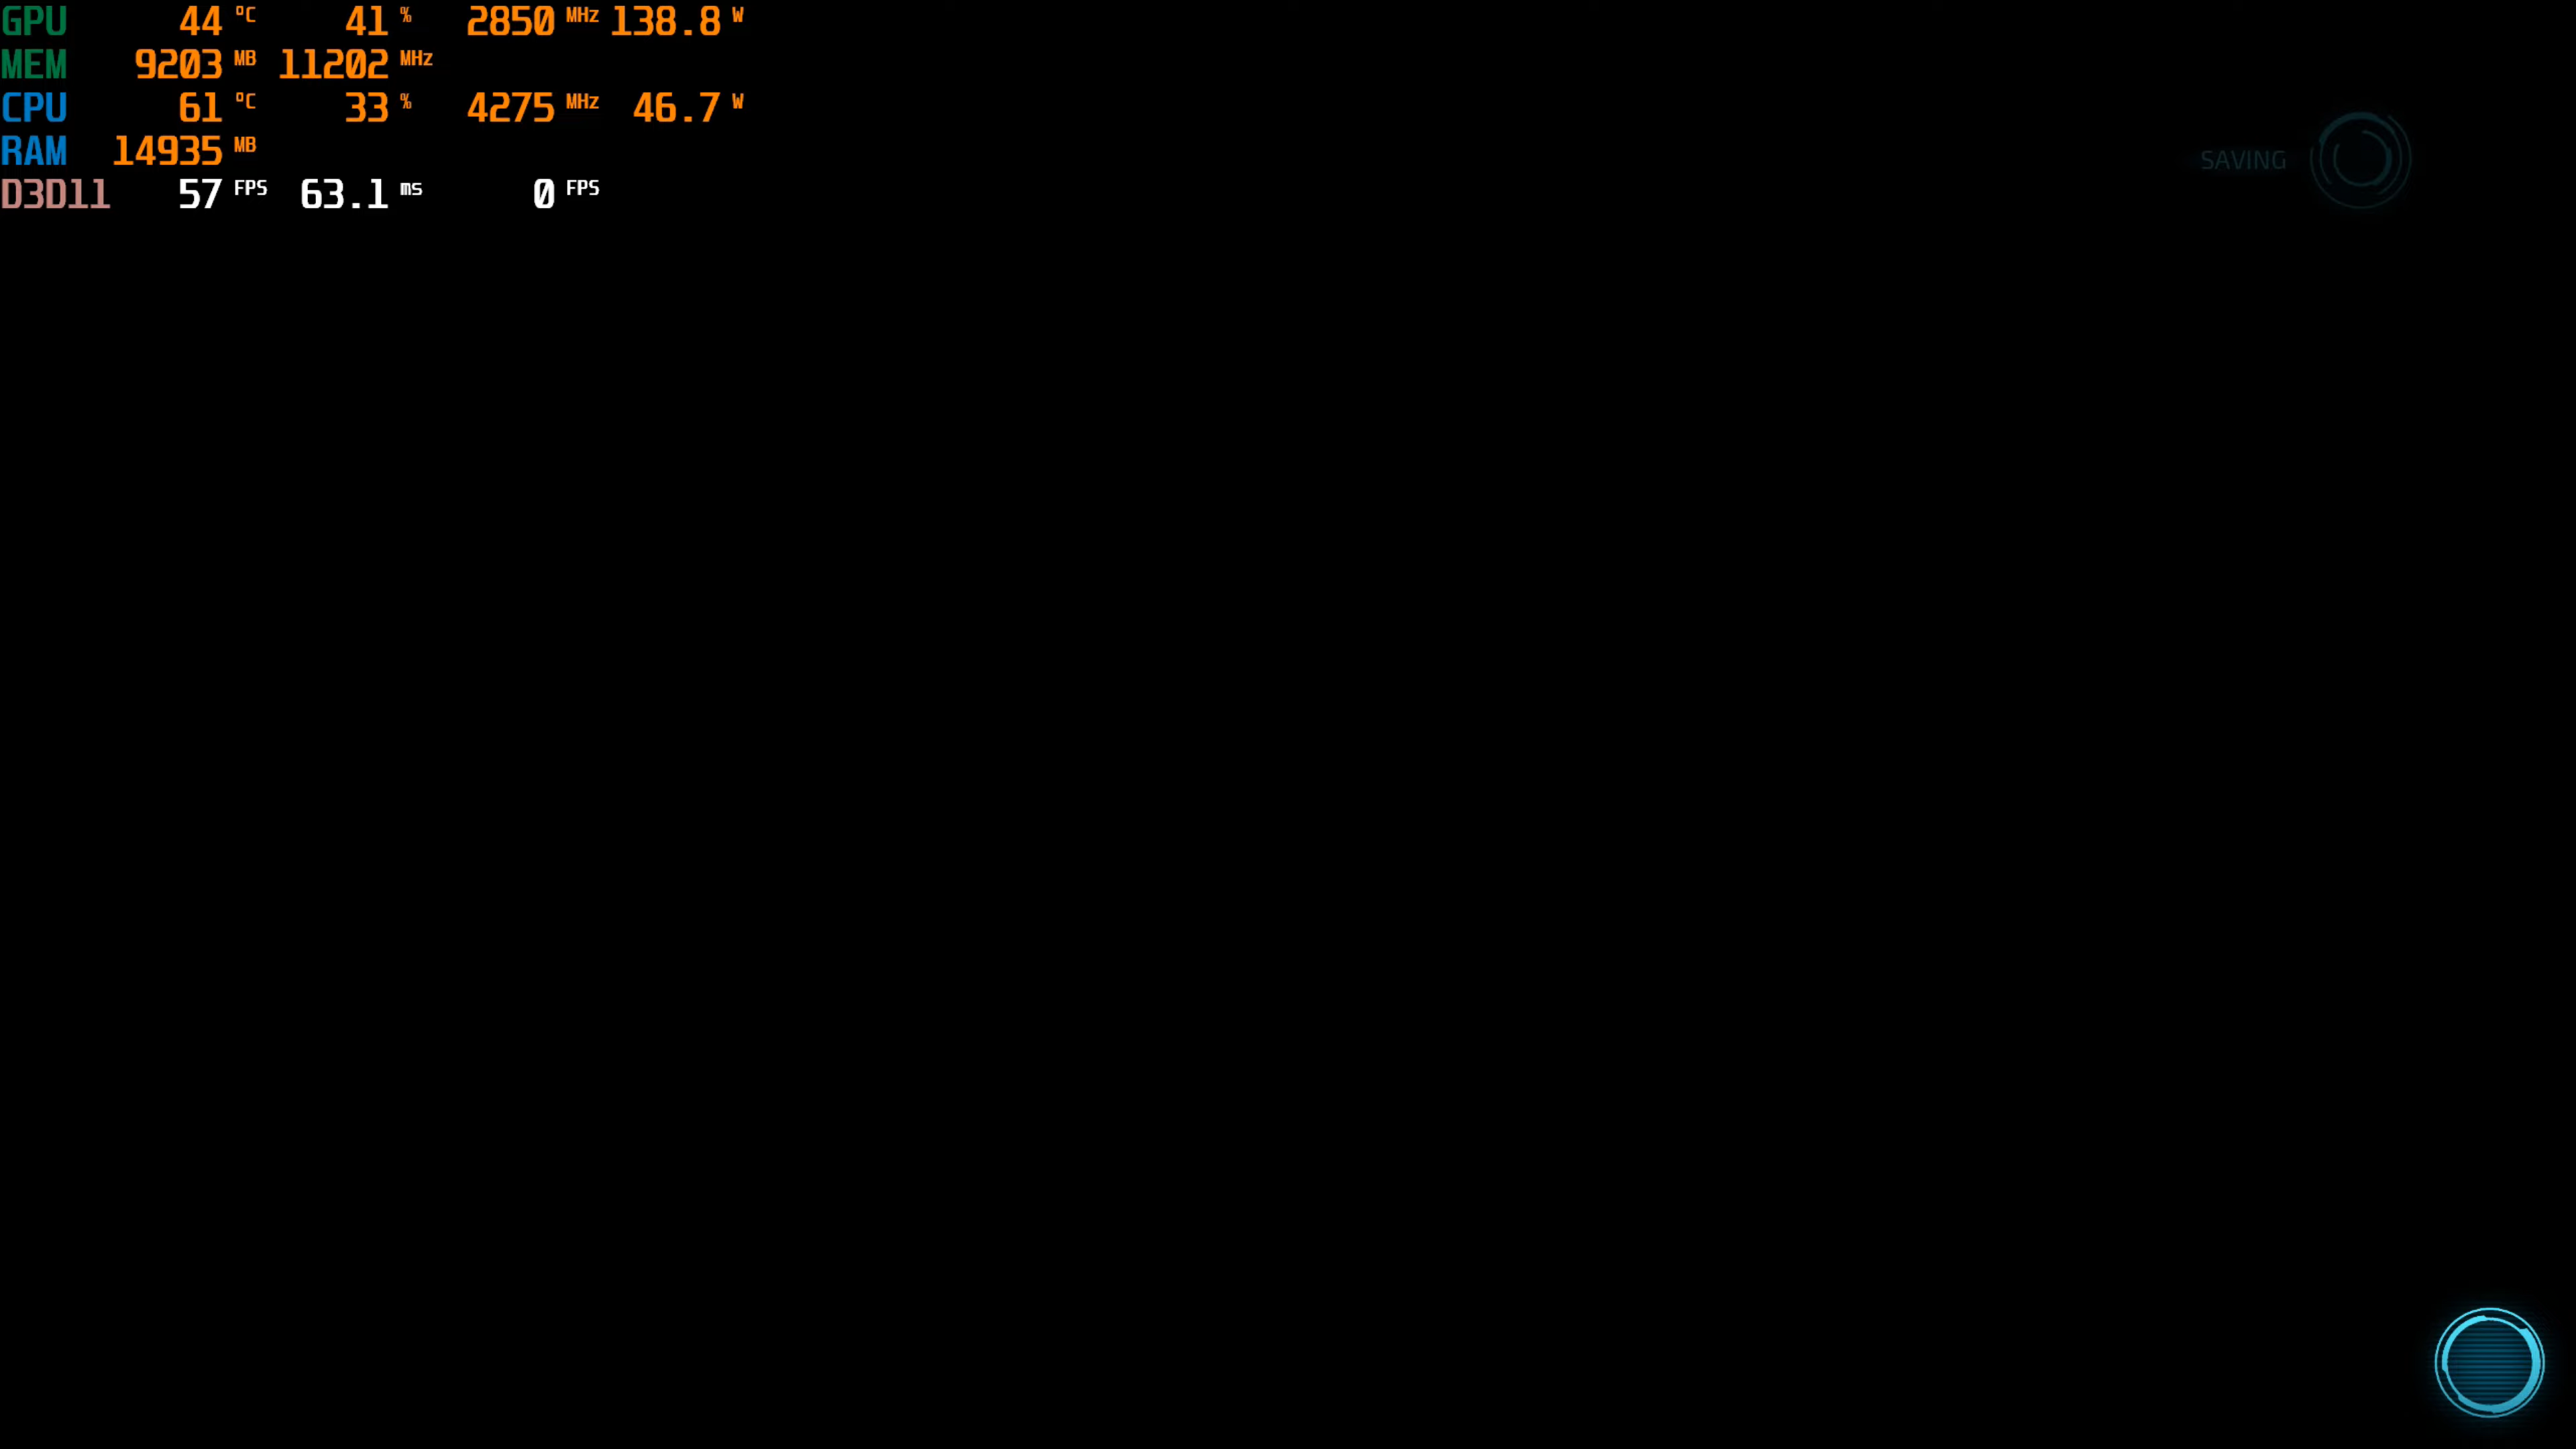 GPU 44 °C 41 % 2850 MHz 138.8 W
MEM 9203 MB 11202 MHz
CPU 61 °C 33 % 4275 MHz 46.7 W
RAM 14935 MB
D3D11 57 FPS 63.1 ms 0 FPS
SAVING